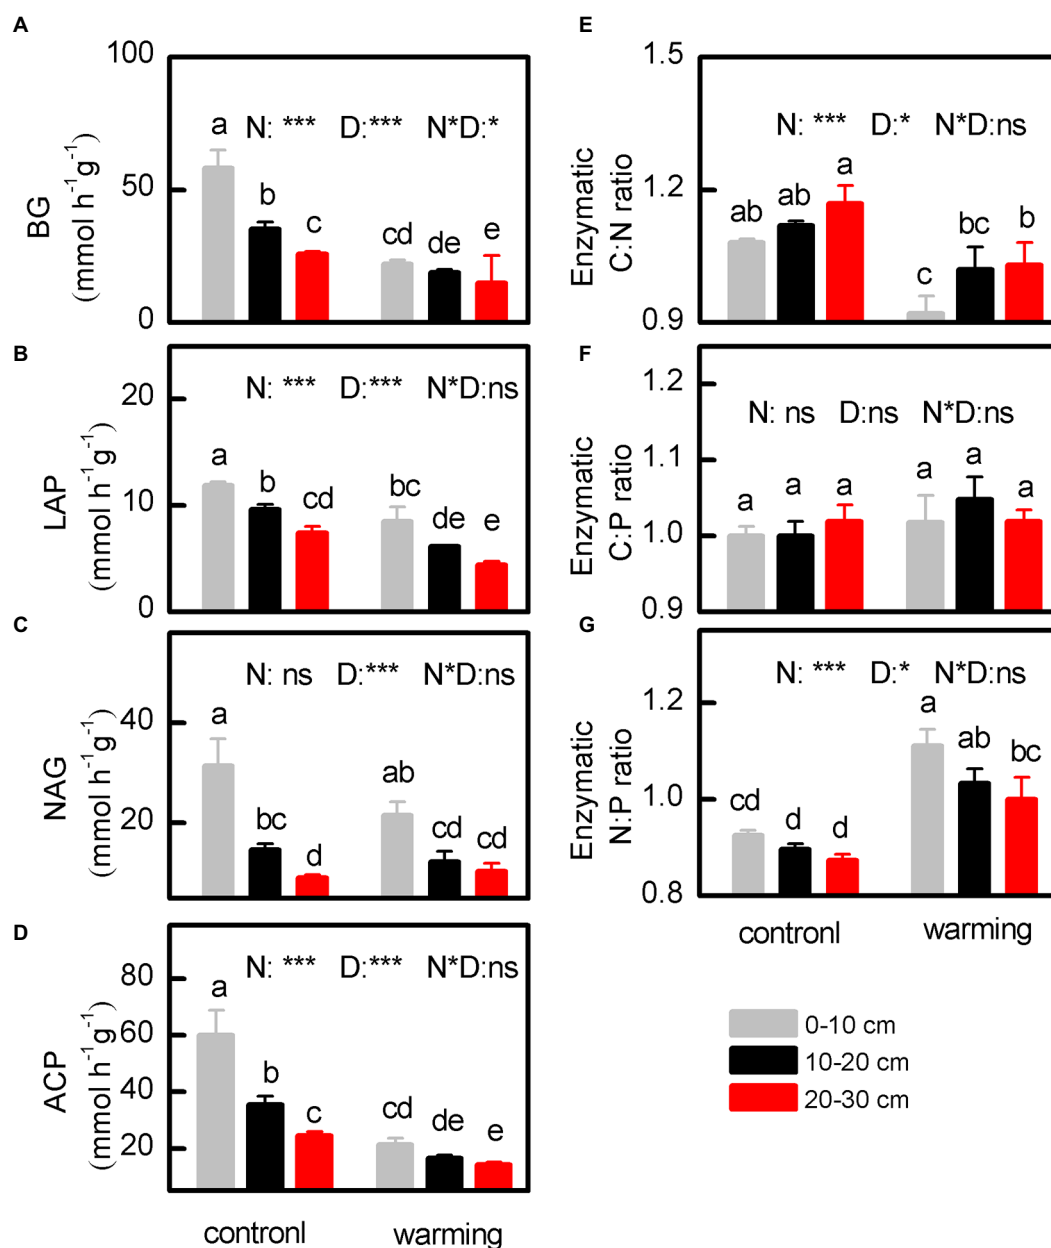 A
BG
(mmol h⁻¹g⁻¹)
100
50
0
N: *** D:*** N*D:*
a
b
c
cd
de
e
B
LAP
(mmol h⁻¹g⁻¹)
20
10
0
N: *** D:*** N*D:ns
a
b
cd
bc
de
e
C
NAG
(mmol h⁻¹g⁻¹)
40
20
N: ns D:*** N*D:ns
a
bc
d
ab
cd
cd
D
ACP
(mmol h⁻¹g⁻¹)
80
60
40
20
N: *** D:*** N*D:ns
a
b
c
cd
de
e
contronl warming
E
Enzymatic
C:N ratio
1.5
1.2
0.9
N: *** D:* N*D:ns
ab
ab
a
c
bc
b
F
Enzymatic
C:P ratio
1.2
1.1
1.0
0.9
N: ns D:ns N*D:ns
a
a
a
a
a
a
G
Enzymatic
N:P ratio
1.2
1.0
0.8
N: *** D:* N*D:ns
cd
d
d
a
ab
bc
contronl warming
0-10 cm
10-20 cm
20-30 cm